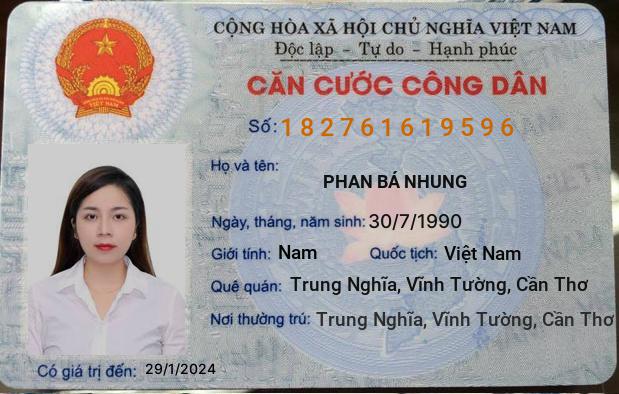 CỘNG HÒA XÃ HỘI CHỦ NGHĨA VIỆT NAM
Độc lập - Tự do - Hạnh phúc
CĂN CƯỚC CÔNG DÂN
Số: 182761619596
Họ và tên:
PHAN BÁ NHUNG
Ngày, tháng, năm sinh: 30/7/1990
Giới tính: Nam Quốc tịch: Việt Nam
Quê quán: Trung Nghĩa, Vĩnh Tường, Cần Thơ
Nơi thường trú: Trung Nghĩa, Vĩnh Tường, Cần Thơ
Có giá trị đến: 29/1/2024
VIỆT NAM